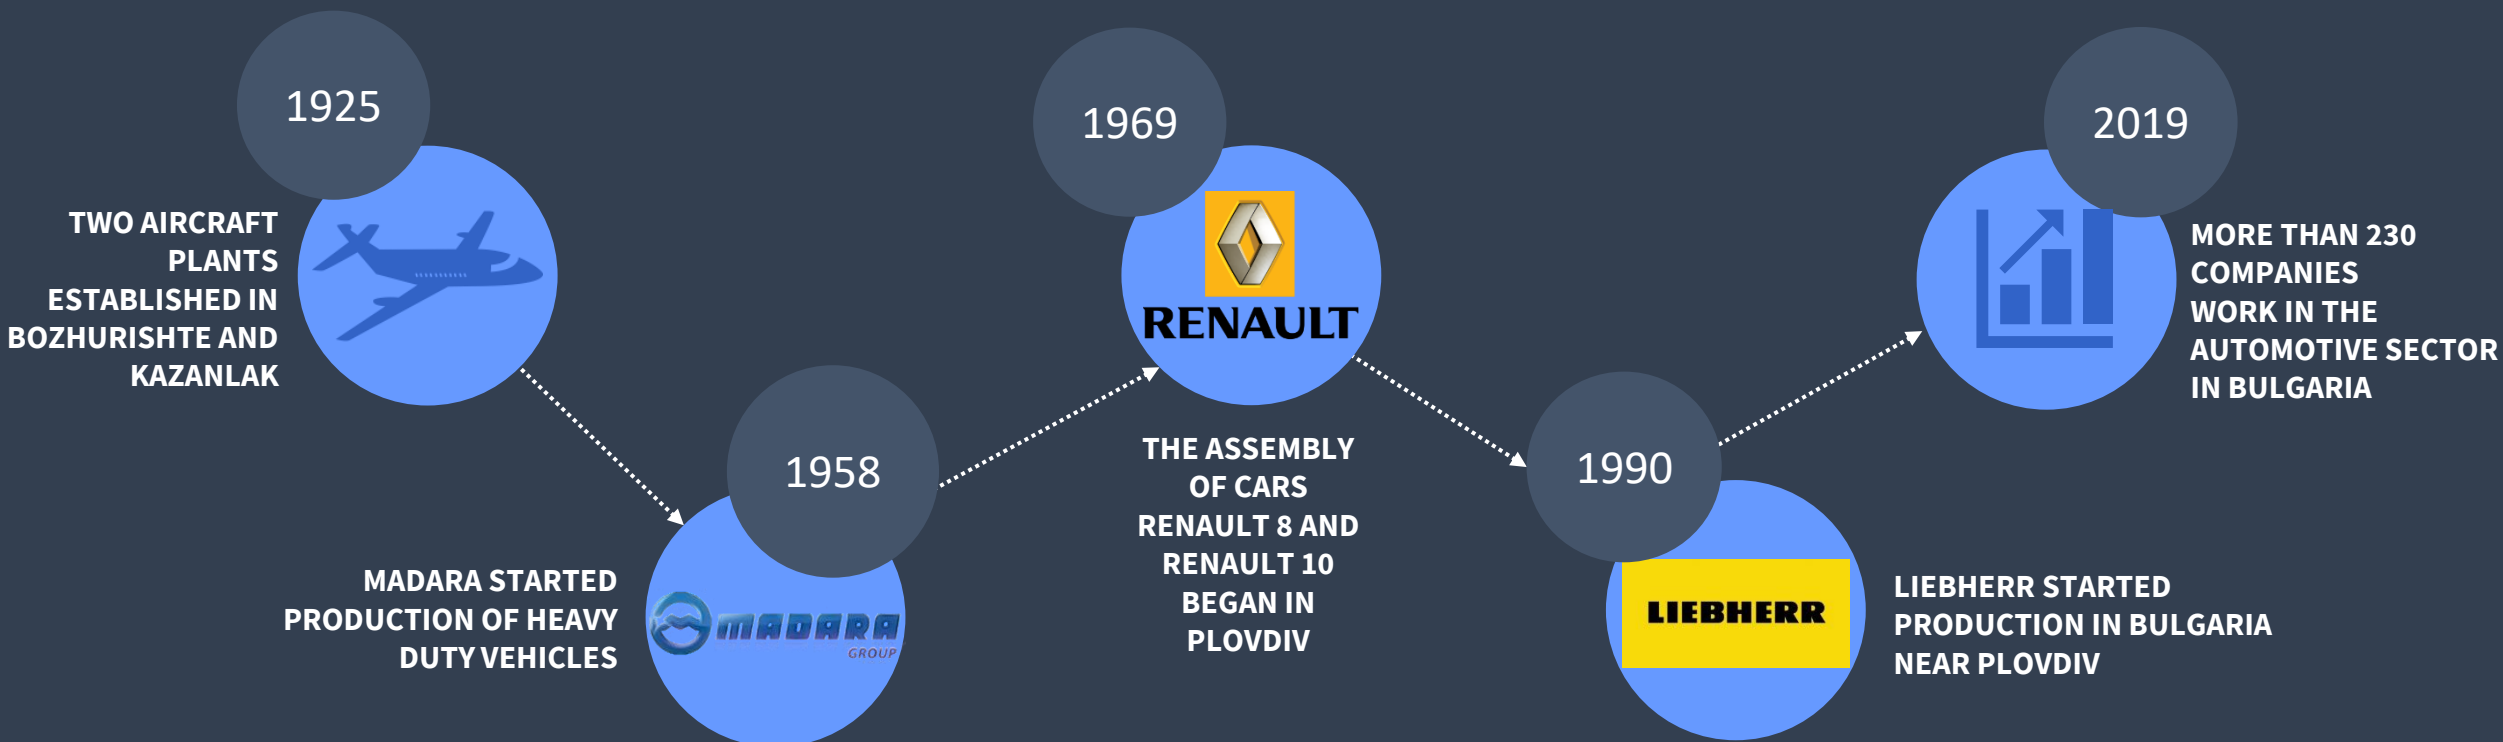 1925
TWO AIRCRAFT
PLANTS
ESTABLISHED IN
BOZHURISHTE AND
KAZANLAK
1958
MADARA STARTED
PRODUCTION OF HEAVY
DUTY VEHICLES
MADARA
GROUP
1969
RENAULT
THE ASSEMBLY
OF CARS
RENAULT 8 AND
RENAULT 10
BEGAN IN
PLOVDIV
1990
LIEBHERR
LIEBHERR STARTED
PRODUCTION IN BULGARIA
NEAR PLOVDIV
2019
MORE THAN 230
COMPANIES
WORK IN THE
AUTOMOTIVE SECTOR
IN BULGARIA